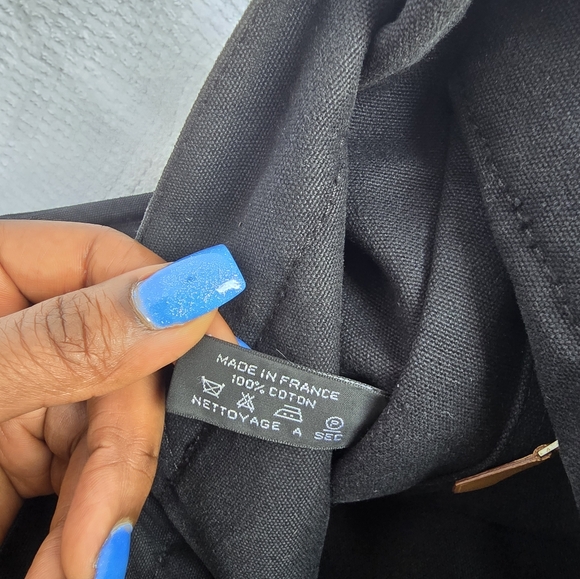 MADE IN FRANCE
100% COTON
P
NETTOYAGE A SEC